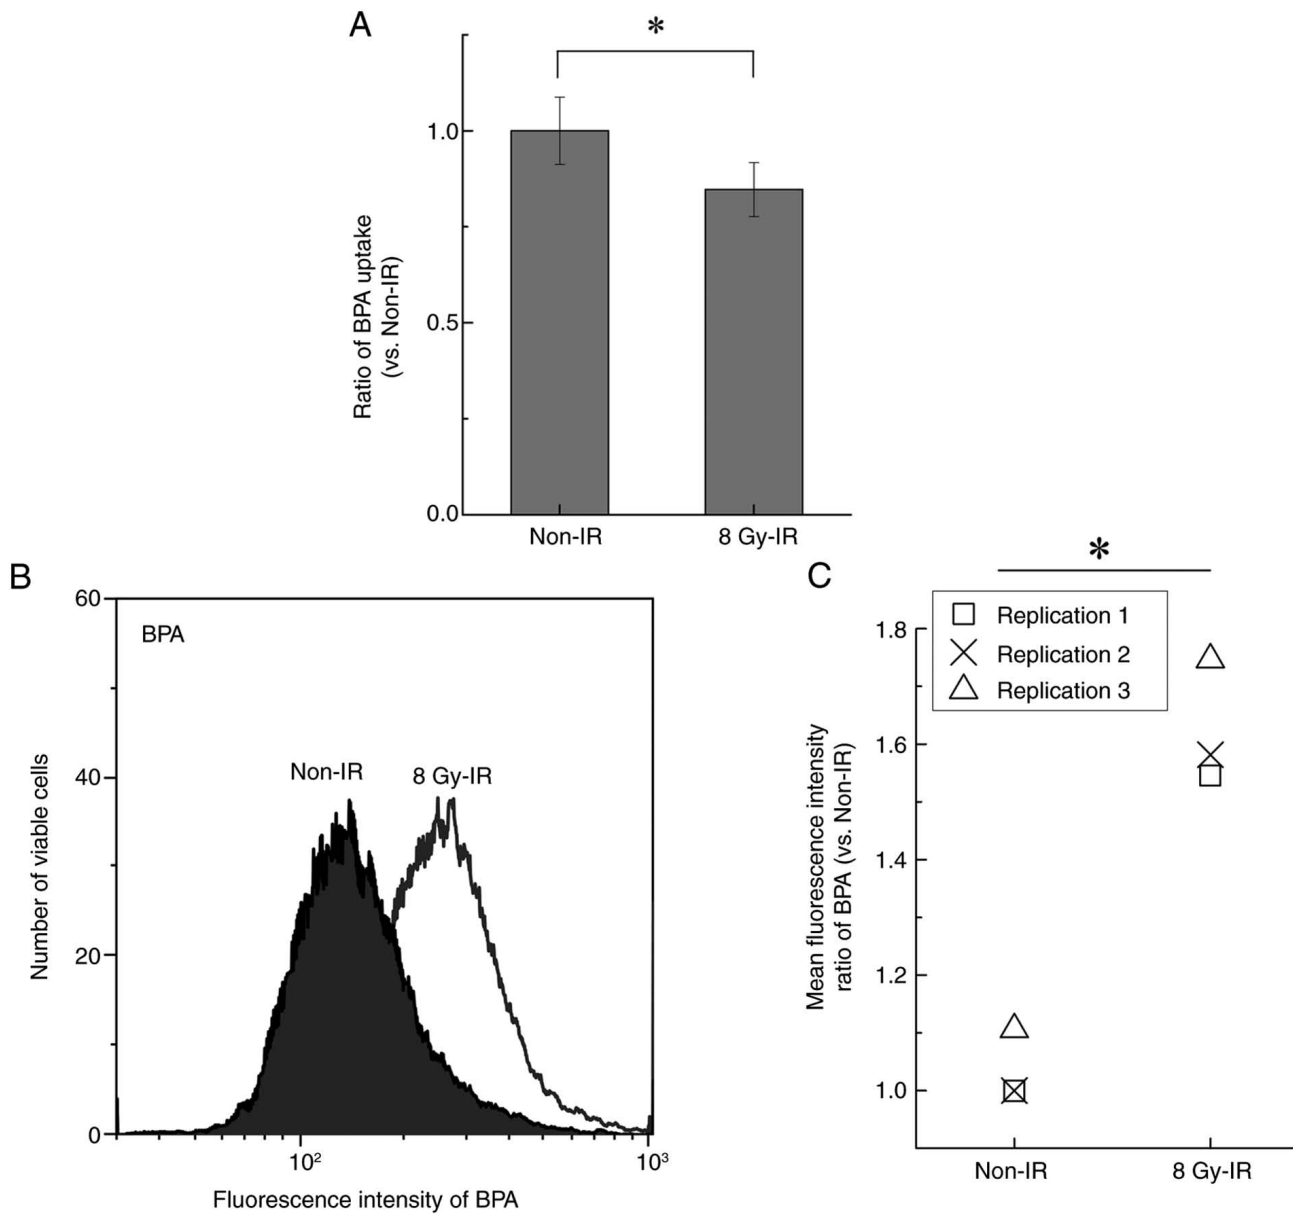 A
*
1.0
0.5
0.0
Ratio of BPA uptake
(vs. Non-IR)
Non-IR
8 Gy-IR
B
BPA
60
40
20
0
Number of viable cells
Non-IR
8 Gy-IR
10²
10³
Fluorescence intensity of BPA
C
*
Replication 1
Replication 2
Replication 3
1.8
1.6
1.4
1.2
1.0
Mean fluorescence intensity
ratio of BPA (vs. Non-IR)
Non-IR
8 Gy-IR